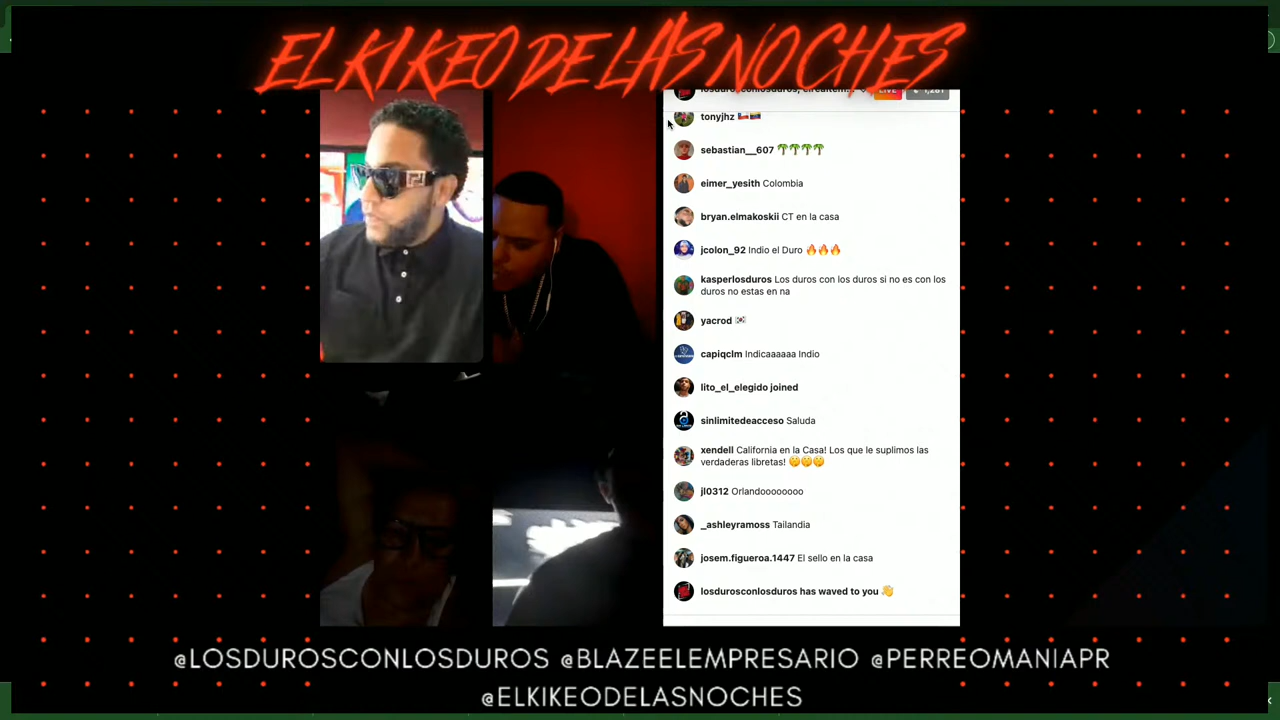 EL KIKEO DE LAS NOCHES
LIVE
tonyjhz 🇨🇱🇻🇪
sebastian__607 🌴🌴🌴🌴
eimer_yesith Colombia
bryan.elmakoskii CT en la casa
jcolon_92 Indio el Duro 🔥🔥🔥
kasperlosduros Los duros con los duros si no es con los
duros no estas en na
yacrod 🇰🇷
capiqclm Indicaaaaaa Indio
lito_el_elegido joined
sinlimitedeacceso Saluda
xendell California en la Casa! Los que le suplimos las
verdaderas libretas! 🤭🤭🤭
jl0312 Orlandoooooooo
_ashleyramoss Tailandia
josem.figueroa.1447 El sello en la casa
losdurosconlosduros has waved to you 👋
@LOSDUROSCONLOSDUROS @BLAZEELEMPRESARIO @PERREOMANIAPR
@ELKIKEODELASNOCHES